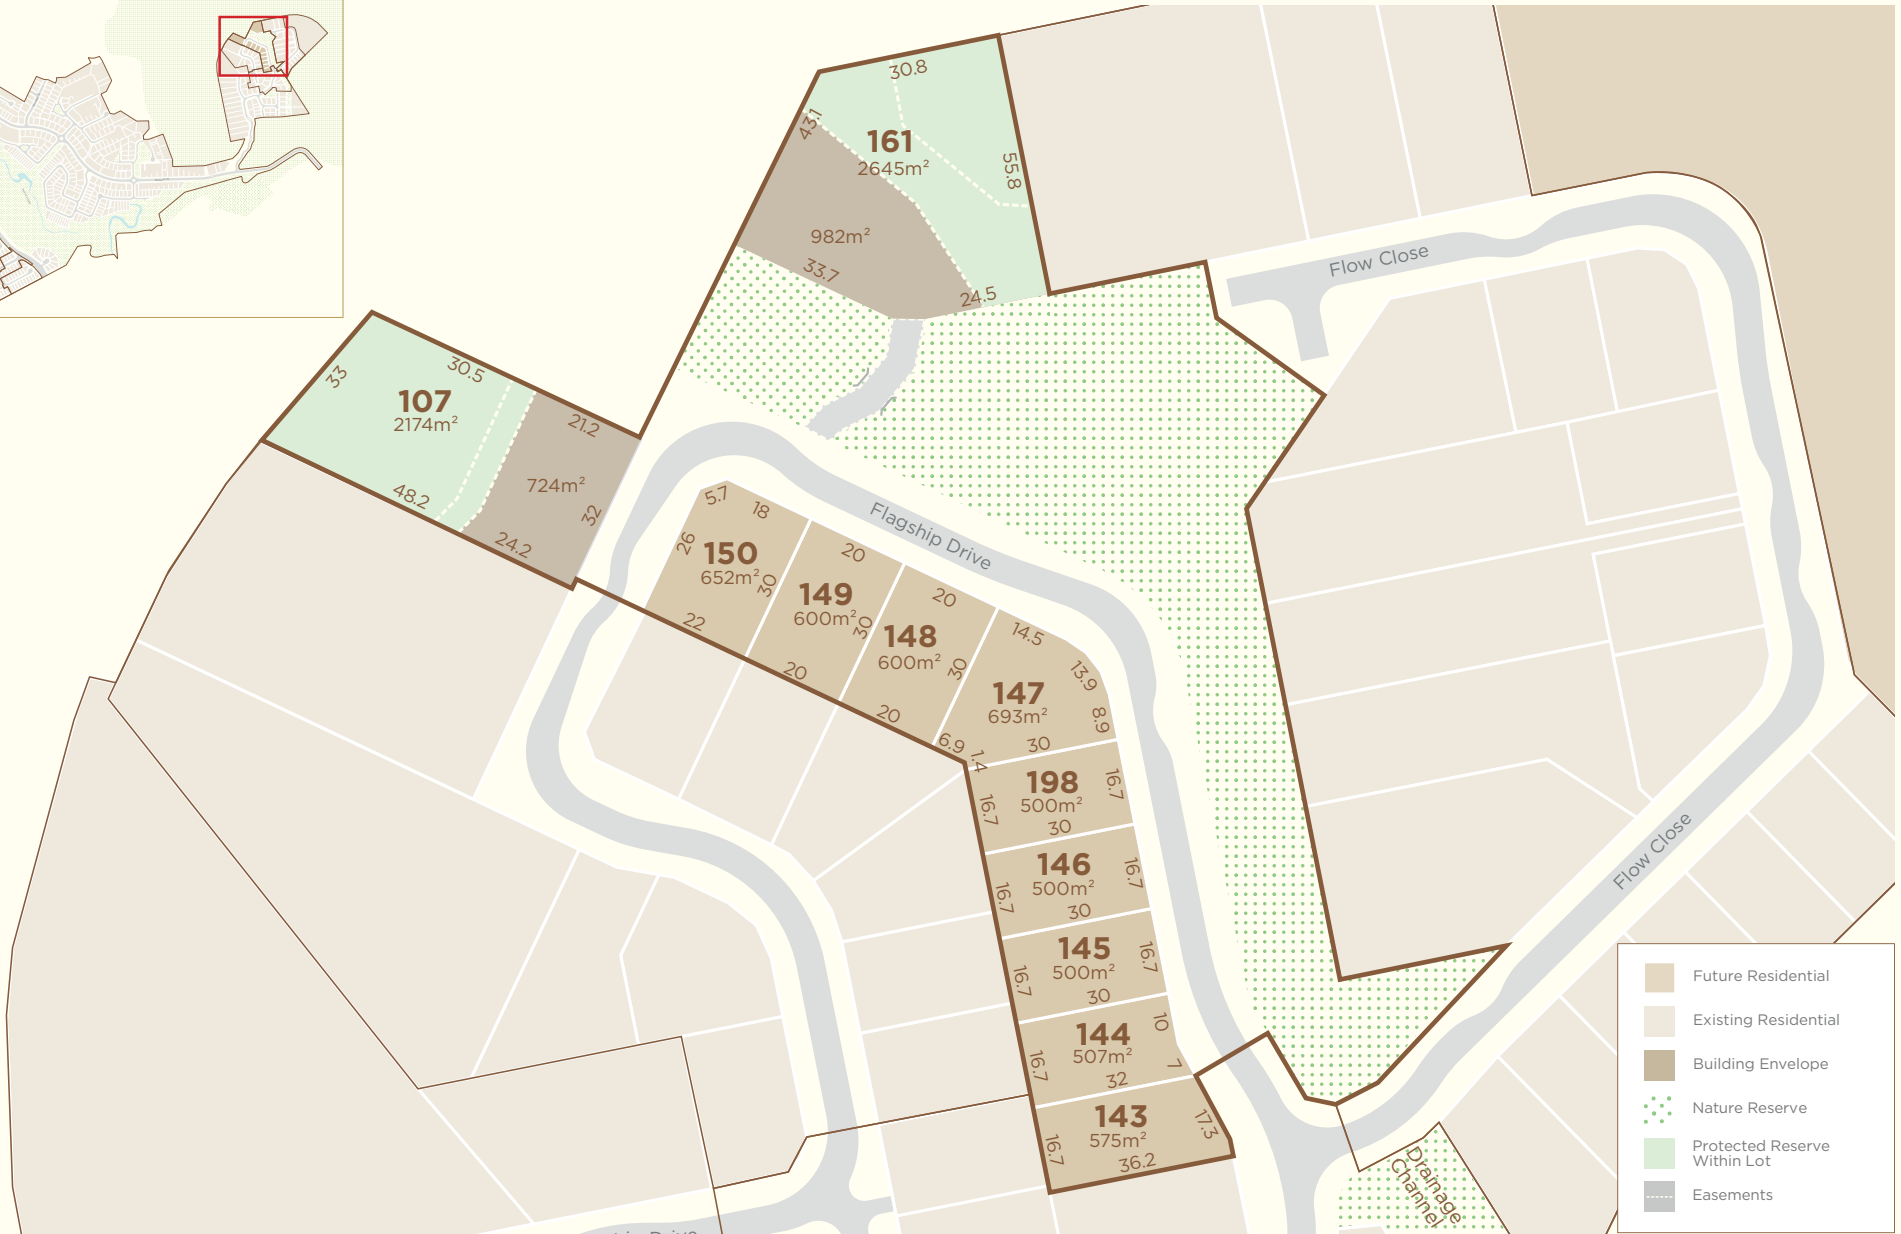 30.8
43.1
161
2645m²
55.8
982m²
33.7
24.5
Flow Close
33
30.5
107
2174m²
21.2
48.2
724m²
32
24.2
5.7
18
26
150
652m²
30
22
Flagship Drive
20
149
600m²
30
20
20
148
600m²
30
20
14.5
13.9
147
693m²
8.9
6.9
1.4
30
198
500m²
16.7
16.7
30
146
500m²
16.7
16.7
30
145
500m²
16.7
16.7
30
144
507m²
10
7
16.7
32
143
575m²
17.3
16.7
36.2
Flow Close
Drainage
Channel
Drive
Future Residential
Existing Residential
Building Envelope
Nature Reserve
Protected Reserve
Within Lot
Easements